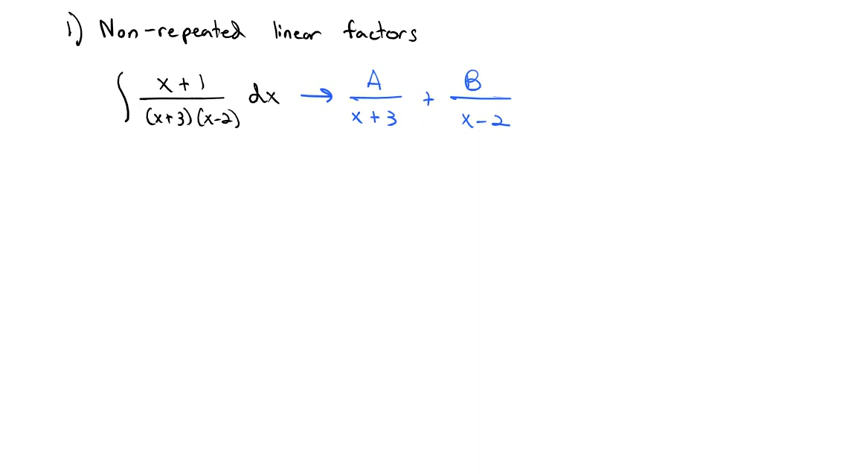 1) Non-repeated linear factors
∫ (x + 1)/((x+3)(x-2)) dx → A/(x + 3) + B/(x - 2)